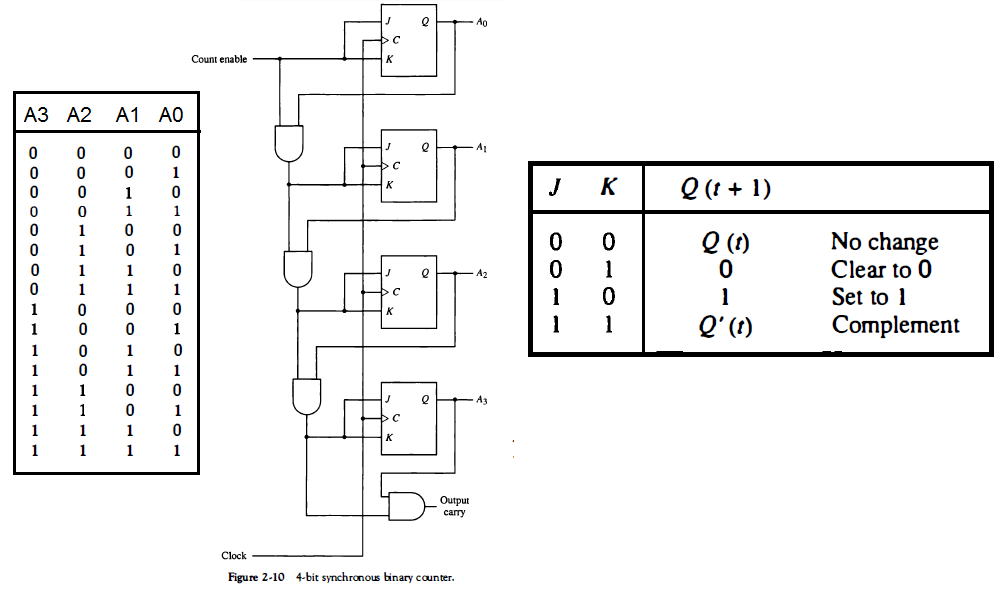 A3 A2 A1 A0
0 0 0 0
0 0 0 1
0 0 1 0
0 0 1 1
0 1 0 0
0 1 0 1
0 1 1 0
0 1 1 1
1 0 0 0
1 0 0 1
1 0 1 0
1 0 1 1
1 1 0 0
1 1 0 1
1 1 1 0
1 1 1 1
J Q A0
C
Count enable K
J Q A1
C
K
J Q A2
C
K
J Q A3
C
K
Output
carry
Clock
Figure 2-10 4-bit synchronous binary counter.
J K Q (t + 1)
0 0 Q (t) No change
0 1 0 Clear to 0
1 0 1 Set to 1
1 1 Q' (t) Complement